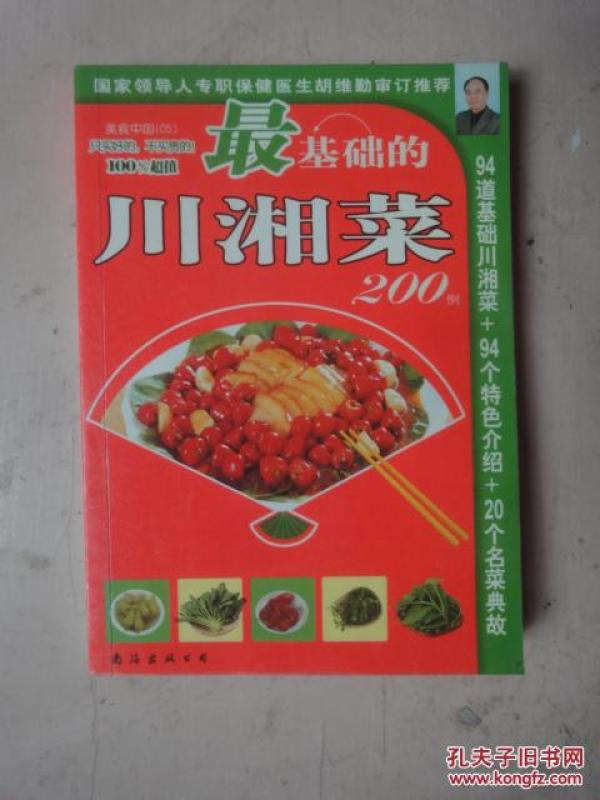 国家领导人专职保健医生胡维勤审订推荐
美食中国(05)
只买好的，不买贵的!
100%超值
最基础的
川湘菜
200例
94道基础川湘菜+94个特色介绍+20个名菜典故
南海出版公司
孔夫子旧书网
www.kongfz.com